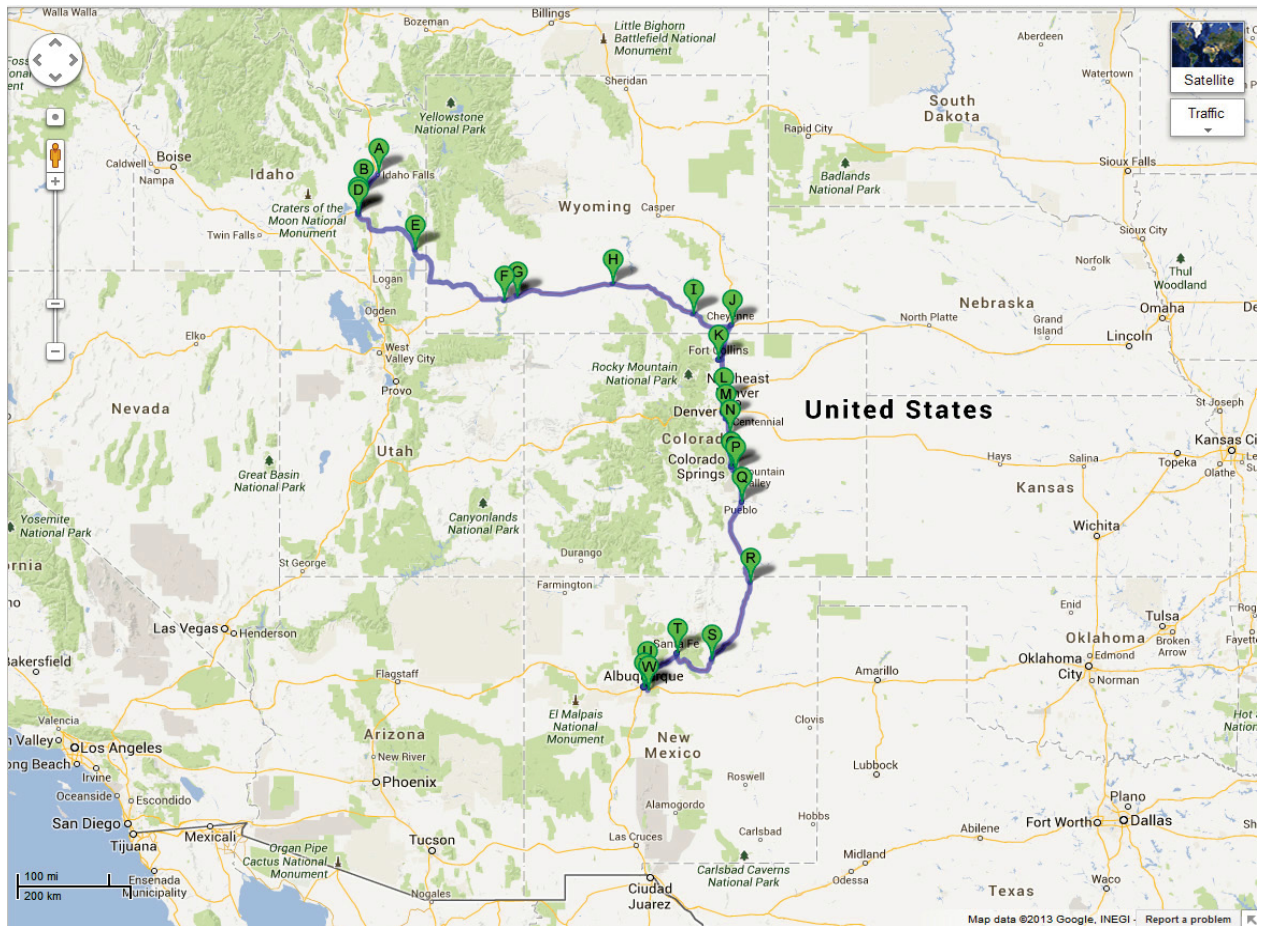 Walla Walla
Bozeman
Billings
Little Bighorn
Battlefield National
Monument
Aberdeen
Watertown
Satellite
Traffic
Sheridan
South
Dakota
Yellowstone
National Park
Rapid City
Caldwell
Boise
Nampa
Idaho
A
B
D
Idaho Falls
Badlands
National Park
Sioux Falls
Craters of the
Moon National
Monument
Wyoming
Casper
Twin Falls
E
Sioux City
Logan
F
G
H
I
J
Norfolk
Thul
Woodland
Ogden
Cheyenne
Nebraska
Omaha
North Platte
Grand
Island
Lincoln
Elko
West
Valley City
K
Fort Collins
Provo
Rocky Mountain
National Park
L
M
N
Denver
Centennial
Nevada
United States
St Joseph
Utah
Colorado
Colorado
Springs
P
Q
Pueblo
Kansas Ci
Hays
Salina
Topeka
Olathe
Great Basin
National Park
Kansas
Canyonlands
National Park
Yosemite
National Park
Wichita
St George
Durango
R
Farmington
Enid
Tulsa
Broken
Arrow
Las Vegas
Henderson
T
S
Santa Fe
U
W
Albuquerque
Oklahoma
Oklahoma
City
Edmond
Norman
Bakersfield
Flagstaff
Amarillo
El Malpais
National
Monument
Clovis
Valencia
Los Angeles
Long Beach
Irvine
Arizona
New River
Phoenix
New
Mexico
Lubbock
Roswell
Oceanside
Escondido
Alamogordo
Plano
Hobbs
Fort Worth
Dallas
San Diego
Tijuana
Mexicali
Tucson
Las Cruces
Carlsbad
Abilene
Organ Pipe
Cactus National
Monument
Carlsbad Caverns
National Park
Midland
Odessa
100 mi
200 km
Ensenada
Municipality
Nogales
Ciudad
Juarez
Texas
Waco
Map data ©2013 Google, INEGI - Report a problem